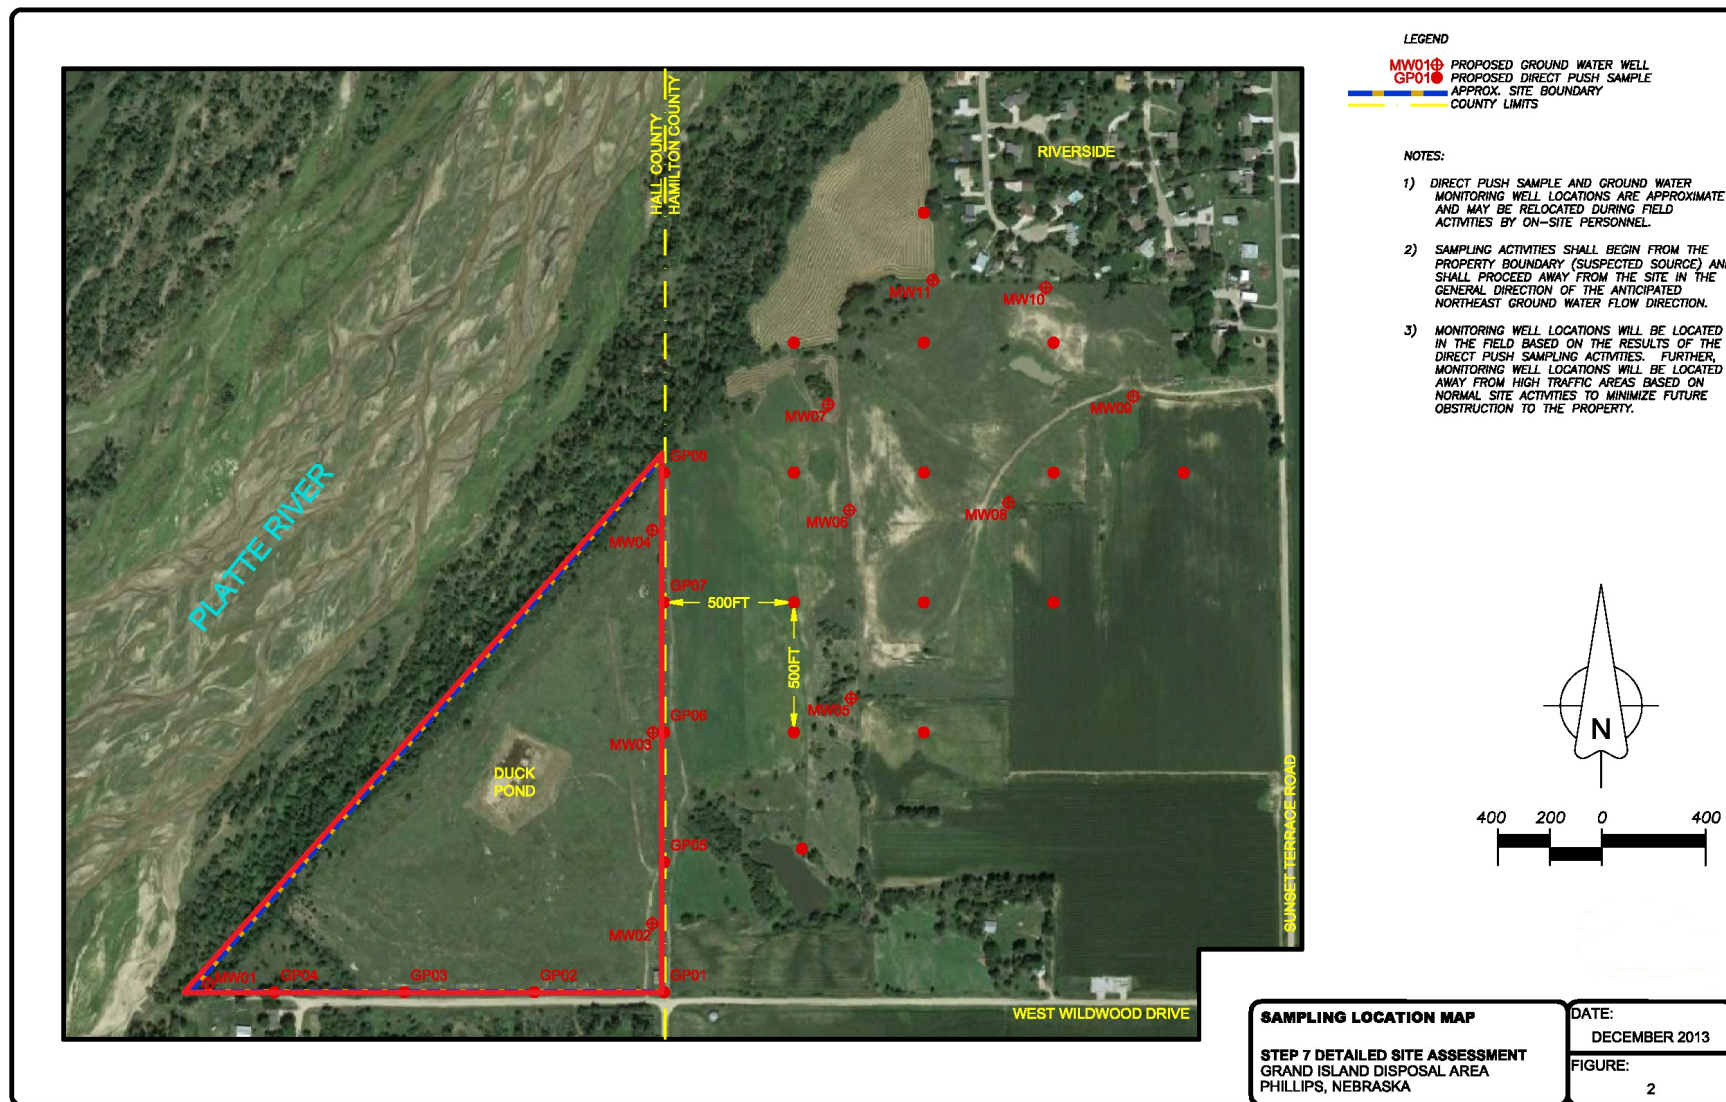 LEGEND
MW01 PROPOSED GROUND WATER WELL
GP01 PROPOSED DIRECT PUSH SAMPLE
APPROX. SITE BOUNDARY
COUNTY LIMITS
NOTES:
1) DIRECT PUSH SAMPLE AND GROUND WATER
MONITORING WELL LOCATIONS ARE APPROXIMATE
AND MAY BE RELOCATED DURING FIELD
ACTIVITIES BY ON-SITE PERSONNEL.
2) SAMPLING ACTIVITIES SHALL BEGIN FROM THE
PROPERTY BOUNDARY (SUSPECTED SOURCE) AND
SHALL PROCEED AWAY FROM THE SITE IN THE
GENERAL DIRECTION OF THE ANTICIPATED
NORTHEAST GROUND WATER FLOW DIRECTION.
3) MONITORING WELL LOCATIONS WILL BE LOCATED
IN THE FIELD BASED ON THE RESULTS OF THE
DIRECT PUSH SAMPLING ACTIVITIES. FURTHER,
MONITORING WELL LOCATIONS WILL BE LOCATED
AWAY FROM HIGH TRAFFIC AREAS BASED ON
NORMAL SITE ACTIVITIES TO MINIMIZE FUTURE
OBSTRUCTION TO THE PROPERTY.
HALL COUNTY
HAMILTON COUNTY
RIVERSIDE
MW11
MW10
MW07
MW09
GP08
PLATTE RIVER
MW06
MW08
MW04
GP07
500FT
500FT
MW05
GP06
MW03
DUCK
POND
GP05
SUNSET TERRACE ROAD
MW02
MW01
GP04
GP03
GP02
GP01
WEST WILDWOOD DRIVE
N
400 200 0 400
SAMPLING LOCATION MAP
STEP 7 DETAILED SITE ASSESSMENT
GRAND ISLAND DISPOSAL AREA
PHILLIPS, NEBRASKA
DATE:
DECEMBER 2013
FIGURE:
2